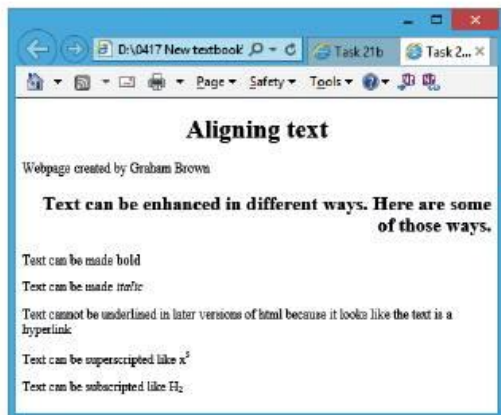 D:\0417 New textbook
Task 21b
Task 2...
Page
Safety
Tools
Aligning text
Webpage created by Graham Brown
Text can be enhanced in different ways. Here are some
of those ways.
Text can be made bold
Text can be made italic
Text cannot be underlined in later versions of html because it looks like the text is a
hyperlink
Text can be superscripted like x⁵
Text can be subscripted like H₂